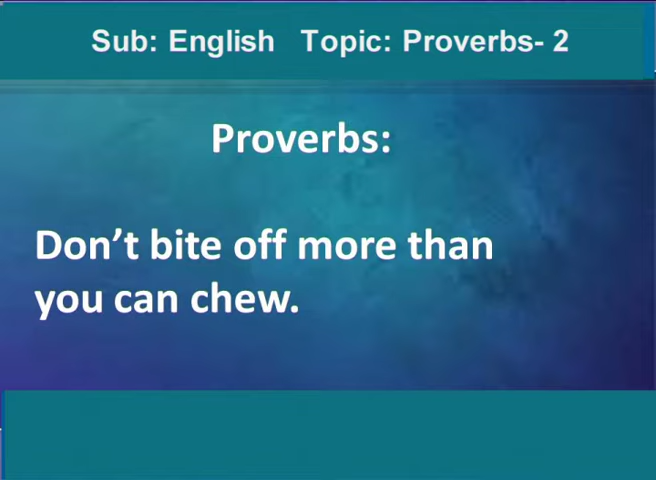 Sub: English   Topic: Proverbs- 2
Proverbs:
Don’t bite off more than
you can chew.